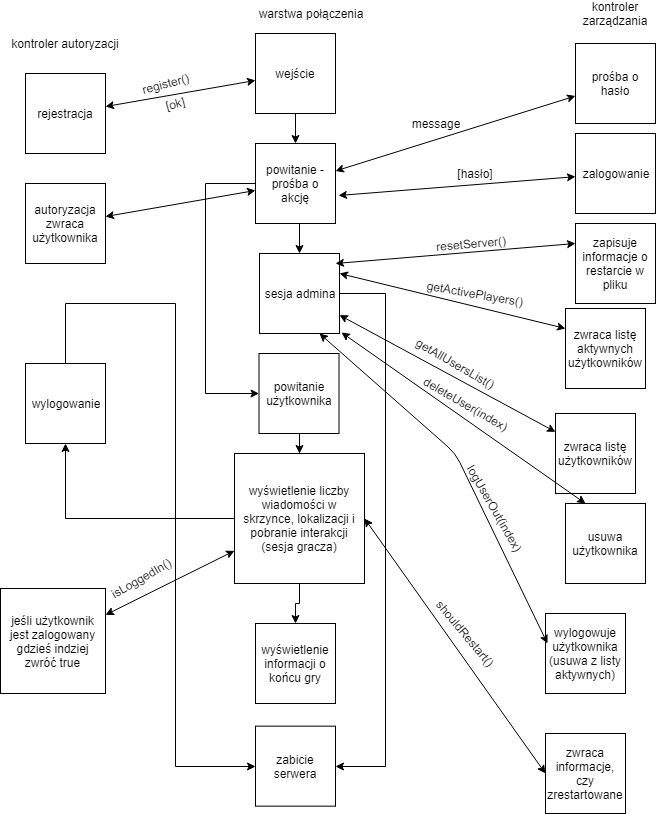 kontroler autoryzacji
warstwa połączenia
kontroler
zarządzania
rejestracja
register()
[ok]
wejście
prośba o
hasło
message
autoryzacja
zwraca
użytkownika
powitanie -
prośba o
akcję
[hasło]
zalogowanie
sesja admina
resetServer()
zapisuje
informacje o
restarcie w
pliku
getActivePlayers()
zwraca listę
aktywnych
użytkowników
wylogowanie
powitanie
użytkownika
getAllUsersList()
deleteUser(index)
zwraca listę
użytkowników
wyświetlenie liczby
wiadomości w
skrzynce, lokalizacji i
pobranie interakcji
(sesja gracza)
logUserOut(index)
usuwa
użytkownika
isLoggedIn()
jeśli użytkownik
jest zalogowany
gdzieś indziej
zwróć true
wyświetlenie
informacji o
końcu gry
shouldRestart()
wylogowuje
użytkownika
(usuwa z listy
aktywnych)
zabicie
serwera
zwraca
informacje,
czy
zrestartowane